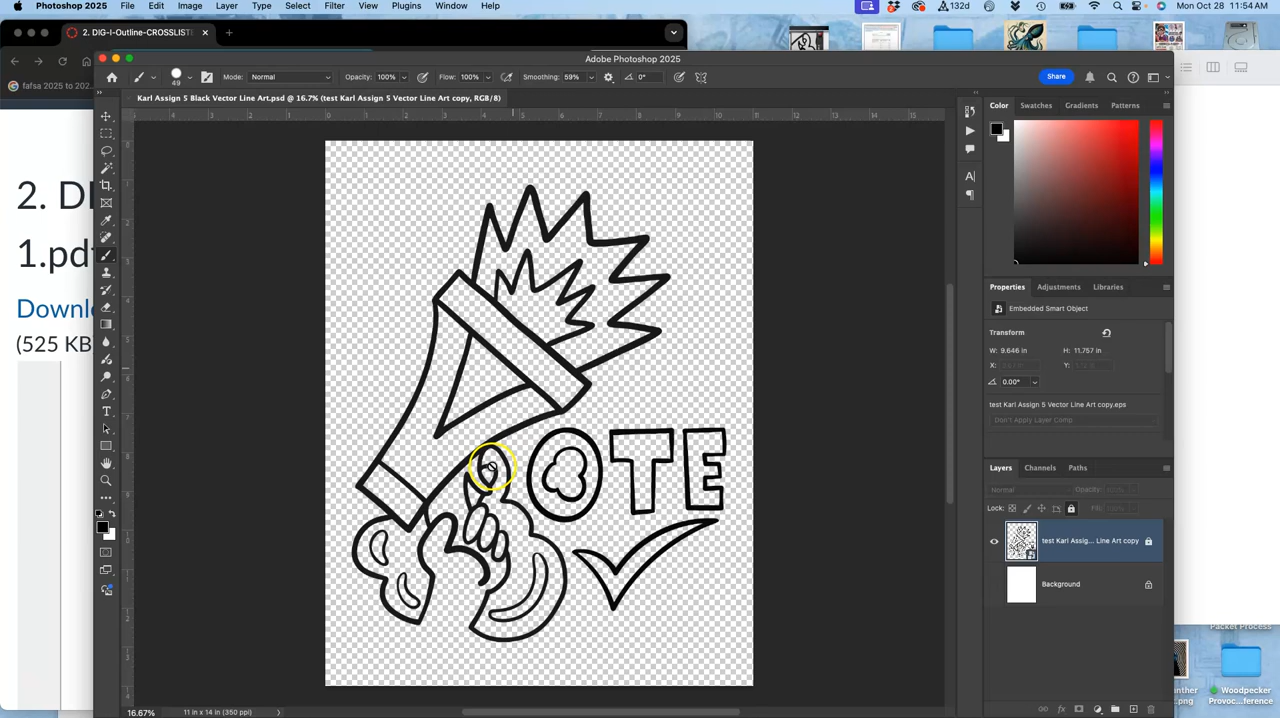 Photoshop 2025 File Edit Image Layer Type Select Filter View Plugins Window Help Mon Oct 28 11:54 AM
2. DIG-I-Outline-CROSSLIST
Adobe Photoshop 2025
49 Mode: Normal Opacity: 100% Flow: 100% Smoothing: 59% 0° Share
fafsa 2025 to 202
Karl Assign 5 Black Vector Line Art.psd @ 16.7% (test Karl Assign 5 Vector Line Art copy, RGB/8)
Color Swatches Gradients Patterns
2. DI
1.pdf
Downl
(525 KB
OTE
Properties Adjustments Libraries
Embedded Smart Object
Transform
W: 9.646 in H: 11.757 in
X: Y:
0.00°
test Karl Assign 5 Vector Line Art copy.eps
Don't Apply Layer Comp
Layers Channels Paths
Normal Opacity: 100%
Lock: Fill: 100%
test Karl Assig... Line Art copy
Background
Packet Process
nther
.png
Woodpecker
Provoc...ference
16.67% 11 in x 14 in (350 ppi)